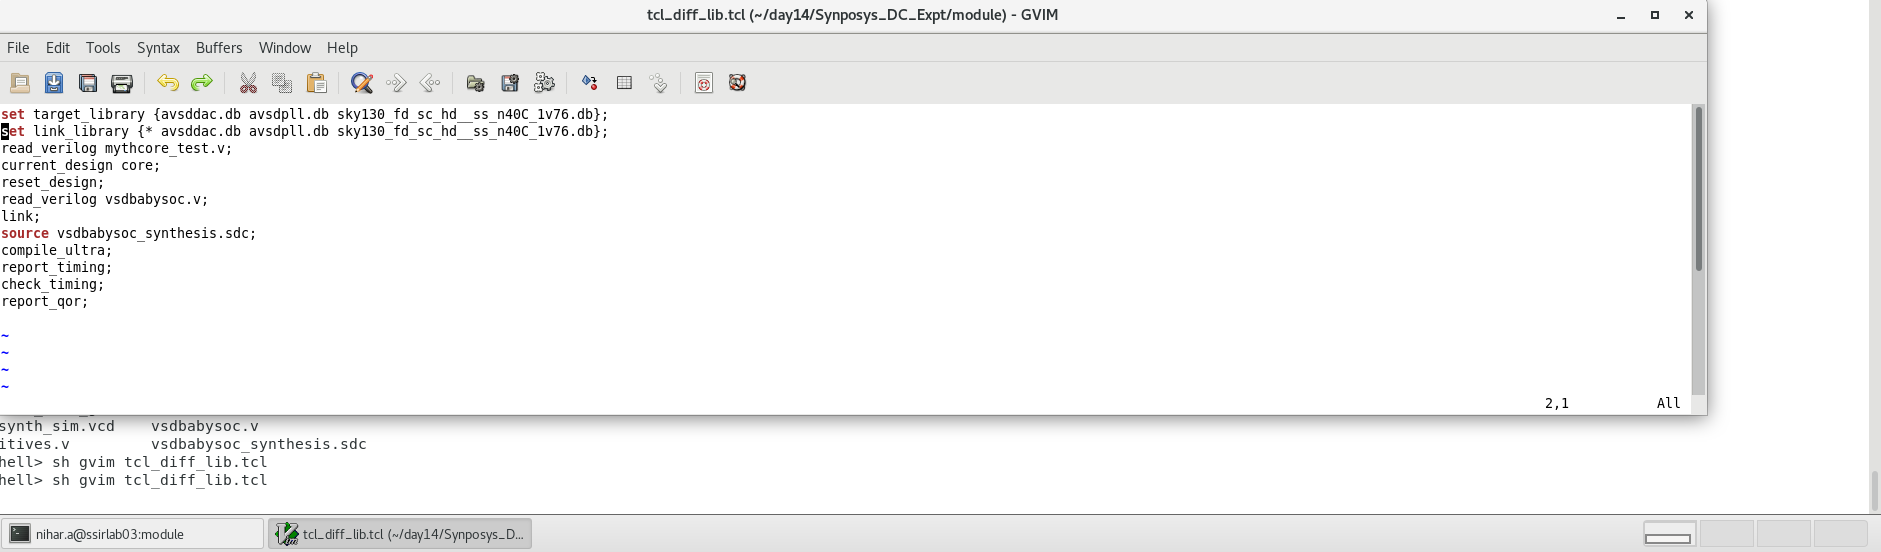 tcl_diff_lib.tcl (~/day14/Synposys_DC_Expt/module) - GVIM
File Edit Tools Syntax Buffers Window Help
set target_library {avsddac.db avsdpll.db sky130_fd_sc_hd__ss_n40C_1v76.db};
set link_library {* avsddac.db avsdpll.db sky130_fd_sc_hd__ss_n40C_1v76.db};
read_verilog mythcore_test.v;
current_design core;
reset_design;
read_verilog vsdbabysoc.v;
link;
source vsdbabysoc_synthesis.sdc;
compile_ultra;
report_timing;
check_timing;
report_qor;
~
~
~
~
2,1 All
synth_sim.vcd vsdbabysoc.v
itives.v vsdbabysoc_synthesis.sdc
hell> sh gvim tcl_diff_lib.tcl
hell> sh gvim tcl_diff_lib.tcl
nihar.a@ssirlab03:module tcl_diff_lib.tcl (~/day14/Synposys_D...